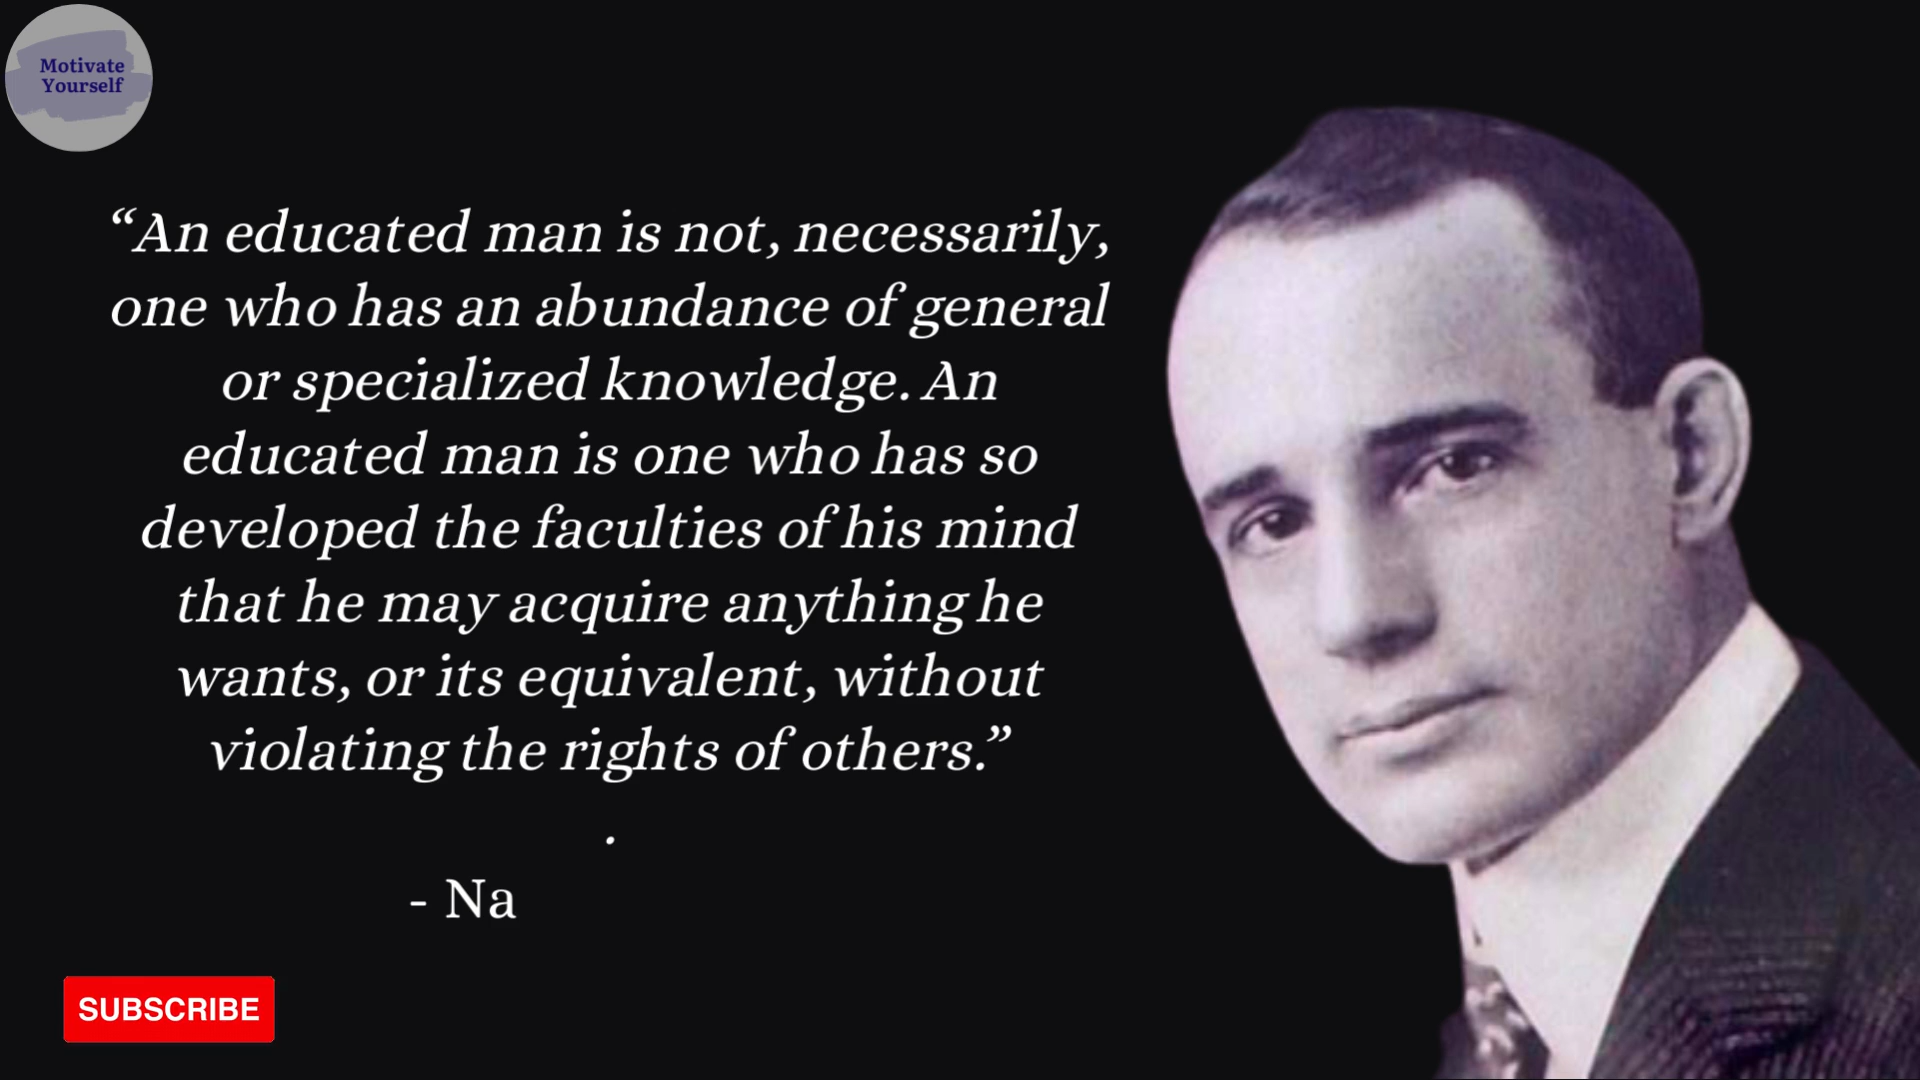 Motivate
Yourself
“An educated man is not, necessarily,
one who has an abundance of general
or specialized knowledge. An
educated man is one who has so
developed the faculties of his mind
that he may acquire anything he
wants, or its equivalent, without
violating the rights of others.”
.
- Na
SUBSCRIBE